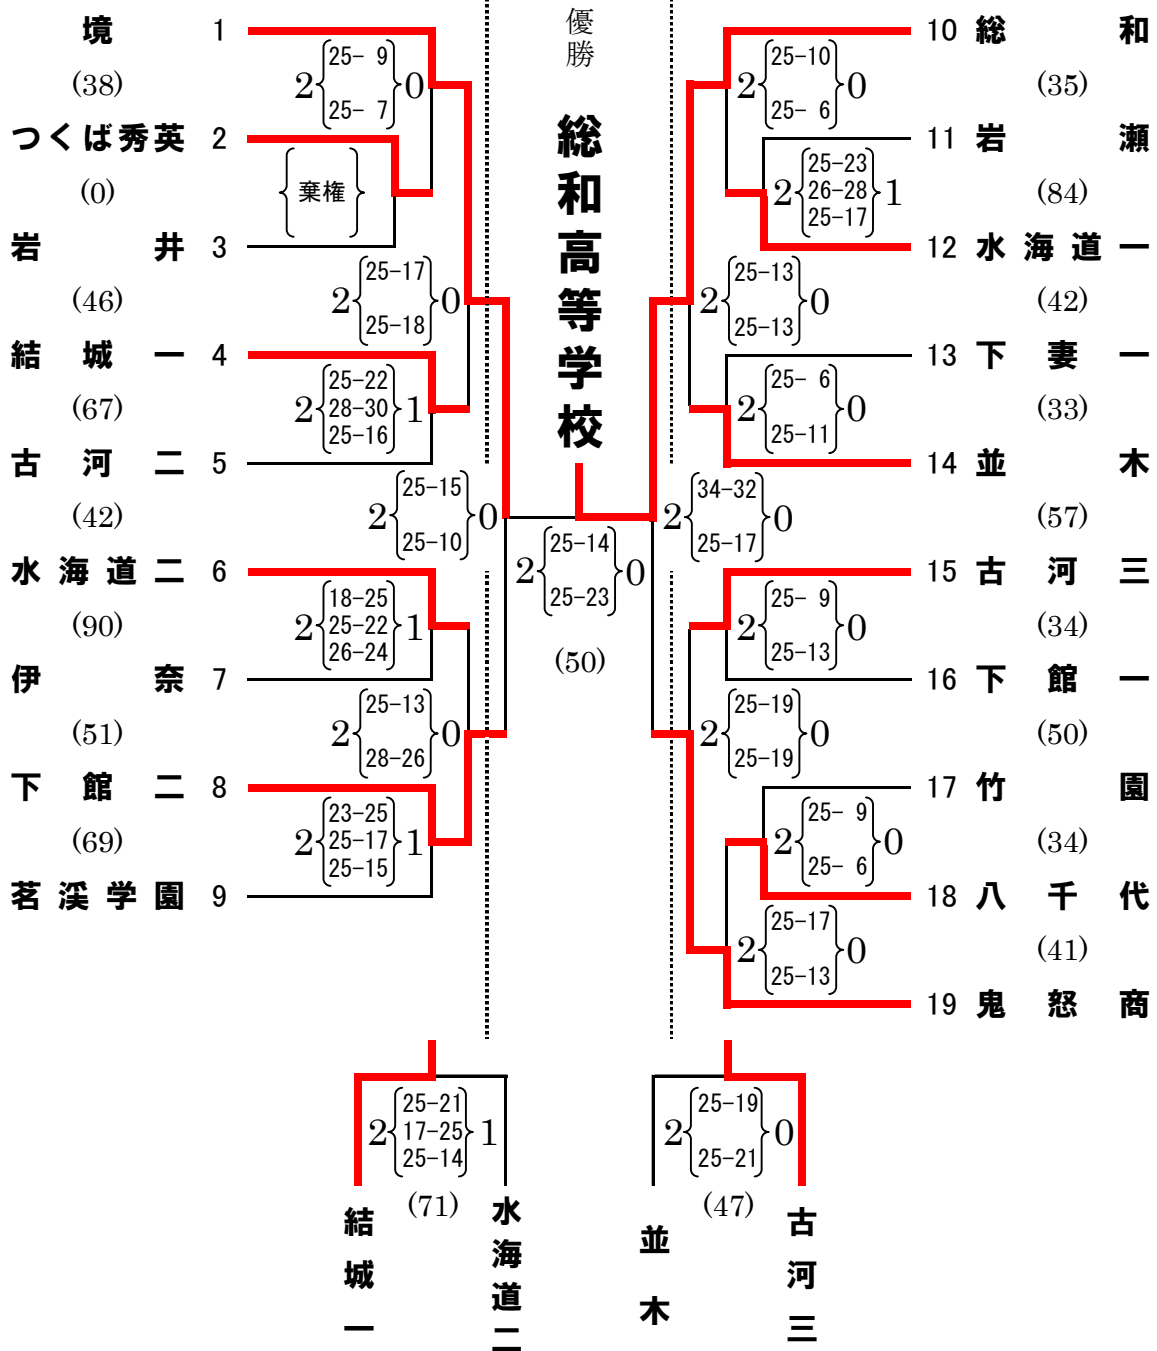 優勝
総和高等学校
境 1
(38)
つくば秀英 2
(0)
岩井 3
(46)
結城一 4
(67)
古河二 5
(42)
水海道二 6
(90)
伊奈 7
(51)
下館二 8
(69)
茗渓学園 9
2 25- 9 0
25- 7
棄権
2 25-17 0
25-18
2 25-22 1
28-30
25-16
2 25-15 0
25-10
2 18-25 1
25-22
26-24
2 25-13 0
28-26
2 23-25 1
25-17
25-15
2 25-14 0
25-23
(50)
10 総和
(35)
11 岩瀬
(84)
12 水海道一
(42)
13 下妻一
(33)
14 並木
(57)
15 古河三
(34)
16 下館一
(50)
17 竹園
(34)
18 八千代
(41)
19 鬼怒商
2 25-10 0
25- 6
2 25-23 1
26-28
25-17
2 25-13 0
25-13
2 25- 6 0
25-11
2 34-32 0
25-17
2 25- 9 0
25-13
2 25-19 0
25-19
2 25- 9 0
25- 6
2 25-17 0
25-13
2 25-21 1
17-25
25-14
(71)
結城一
水海道二
2 25-19 0
25-21
(47)
並木
古河三